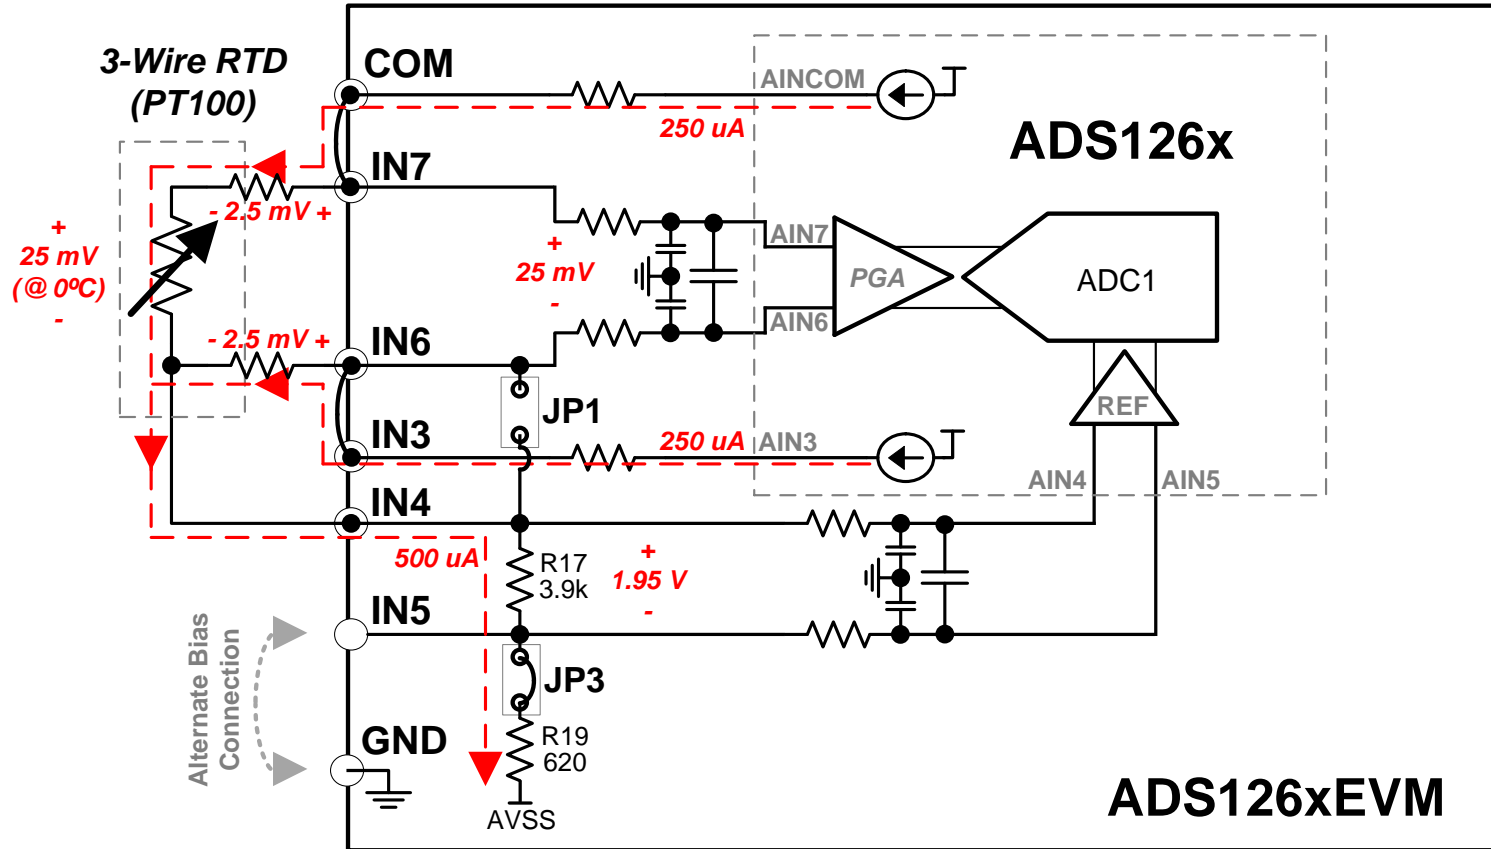 3-Wire RTD
(PT100)
COM
AINCOM
250 uA
ADS126x
IN7
- 2.5 mV +
+
25 mV
(@ 0ºC)
-
+
25 mV
-
AIN7
PGA
AIN6
ADC1
- 2.5 mV +
IN6
JP1
REF
IN3
250 uA
AIN3
AIN4
AIN5
IN4
500 uA
R17
3.9k
+
1.95 V
-
IN5
Alternate Bias
Connection
JP3
GND
R19
620
AVSS
ADS126xEVM